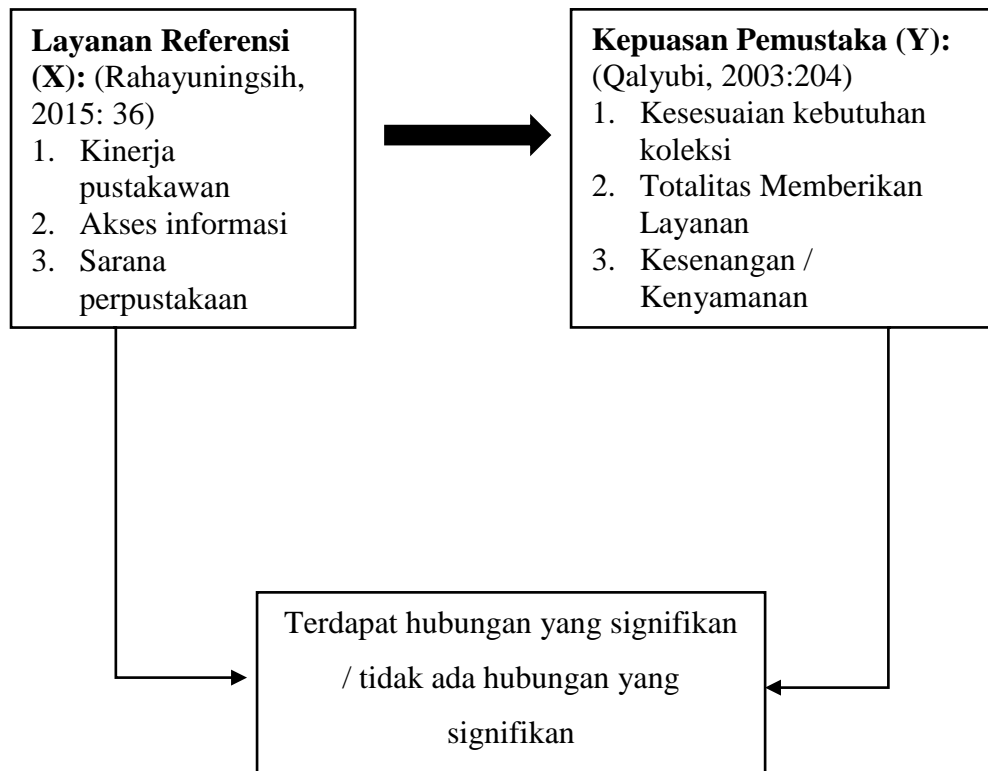 Layanan Referensi
(X): (Rahayuningsih,
2015: 36)
1. Kinerja
pustakawan
2. Akses informasi
3. Sarana
perpustakaan
Kepuasan Pemustaka (Y):
(Qalyubi, 2003:204)
1. Kesesuaian kebutuhan
koleksi
2. Totalitas Memberikan
Layanan
3. Kesenangan /
Kenyamanan
Terdapat hubungan yang signifikan
/ tidak ada hubungan yang
signifikan